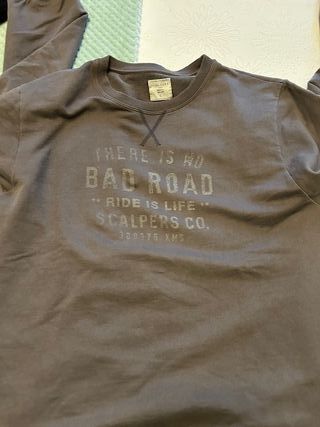 THERE IS NO
BAD ROAD
"RIDE IS LIFE"
SCALPERS CO.